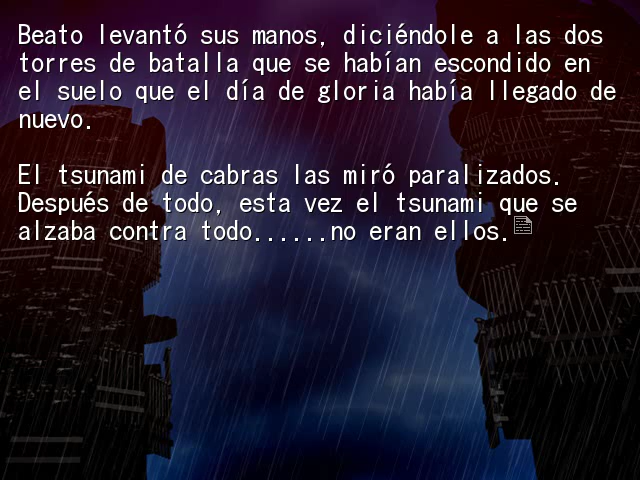 Beato levantó sus manos, diciéndole a las dos
torres de batalla que se habían escondido en
el suelo que el día de gloria había llegado de
nuevo.
El tsunami de cabras las miró paralizados.
Después de todo, esta vez el tsunami que se
alzaba contra todo......no eran ellos.